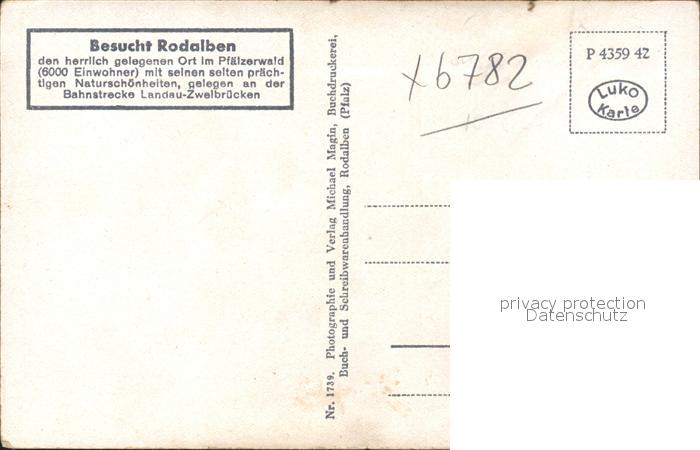 Besucht Rodalben
den herrlich gelegenen Ort im Pfälzerwald
(6000 Einwohner) mit seinen selten präch-
tigen Naturschönheiten, gelegen an der
Bahnstrecke Landau-Zweibrücken
Nr. 1739. Photographie und Verlag Michael Magin, Buchdruckerei,
Buch- und Schreibwarenhandlung, Rodalben (Pfalz)
x6782
P 4359 42
Luko
Karte
privacy protection
Datenschutz